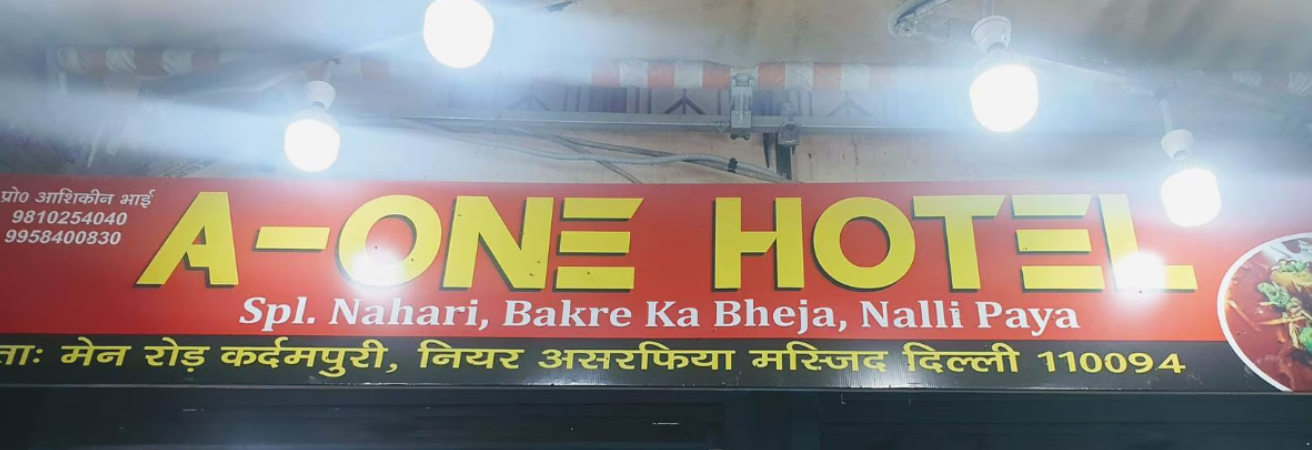 प्रो० आशिकीन भाई
9810254040
9958400830
A-ONE HOTEL
Spl. Nahari, Bakre Ka Bheja, Nalli Paya
ताः मेन रोड़ कर्दमपुरी, नियर असरफिया मस्जिद दिल्ली 110094